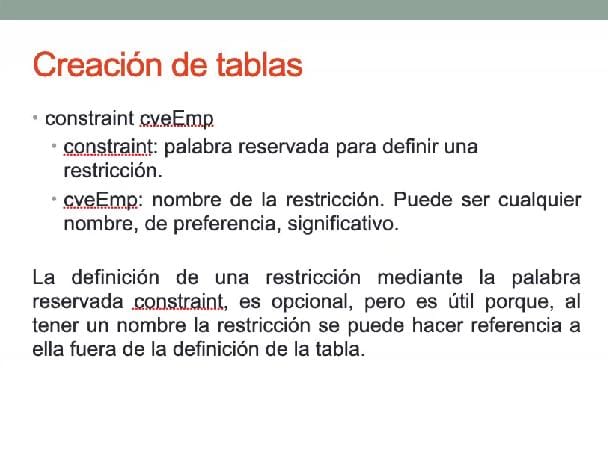 Creación de tablas
• constraint cveEmp
• constraint: palabra reservada para definir una
restricción.
• cveEmp: nombre de la restricción. Puede ser cualquier
nombre, de preferencia, significativo.
La definición de una restricción mediante la palabra
reservada constraint, es opcional, pero es útil porque, al
tener un nombre la restricción se puede hacer referencia a
ella fuera de la definición de la tabla.